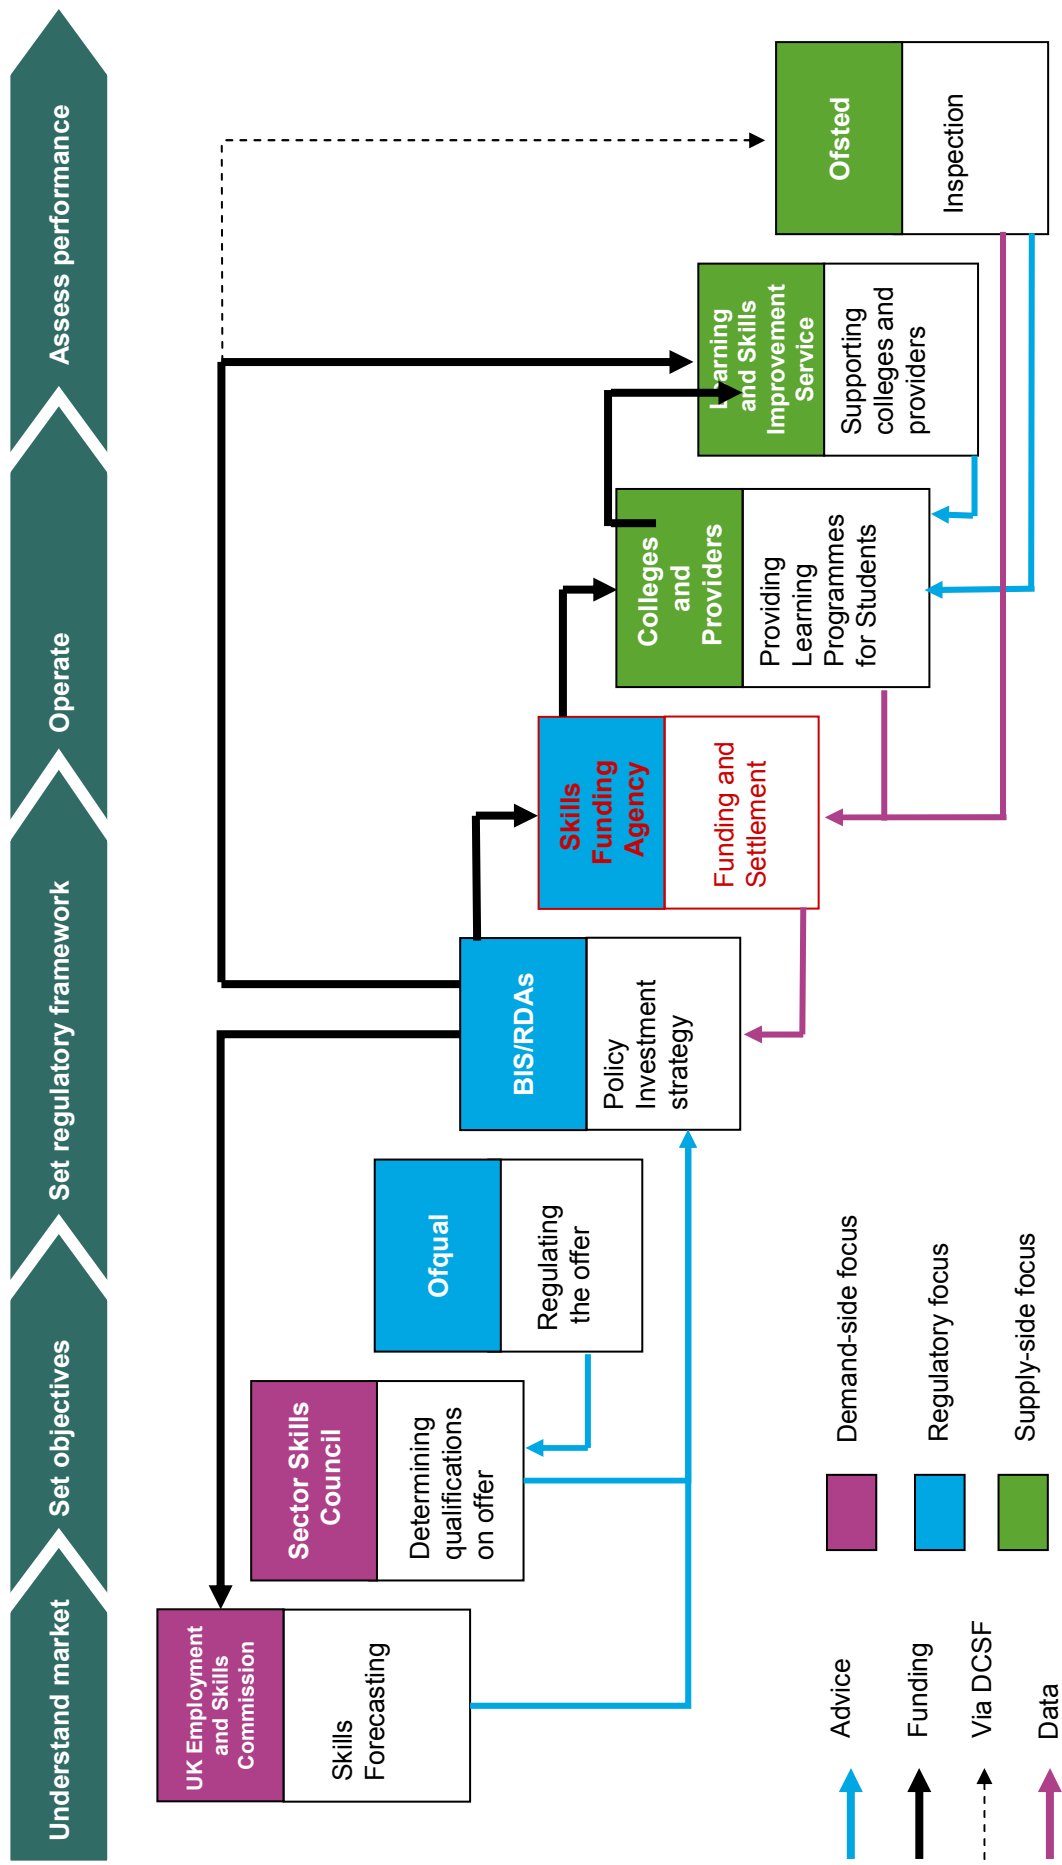 Understand market
Set objectives
Set regulatory framework
Operate
Assess performance
UK Employment
and Skills
Commission
Skills
Forecasting
Sector Skills
Council
Determining
qualifications
on offer
Ofqual
Regulating
the offer
BIS/RDAs
Policy
Investment
strategy
Skills
Funding
Agency
Funding and
Settlement
Colleges
and
Providers
Providing
Learning
Programmes
for Students
Learning
and Skills
Improvement
Service
Supporting
colleges and
providers
Ofsted
Inspection
Advice
Funding
Via DCSF
Data
Demand-side focus
Regulatory focus
Supply-side focus